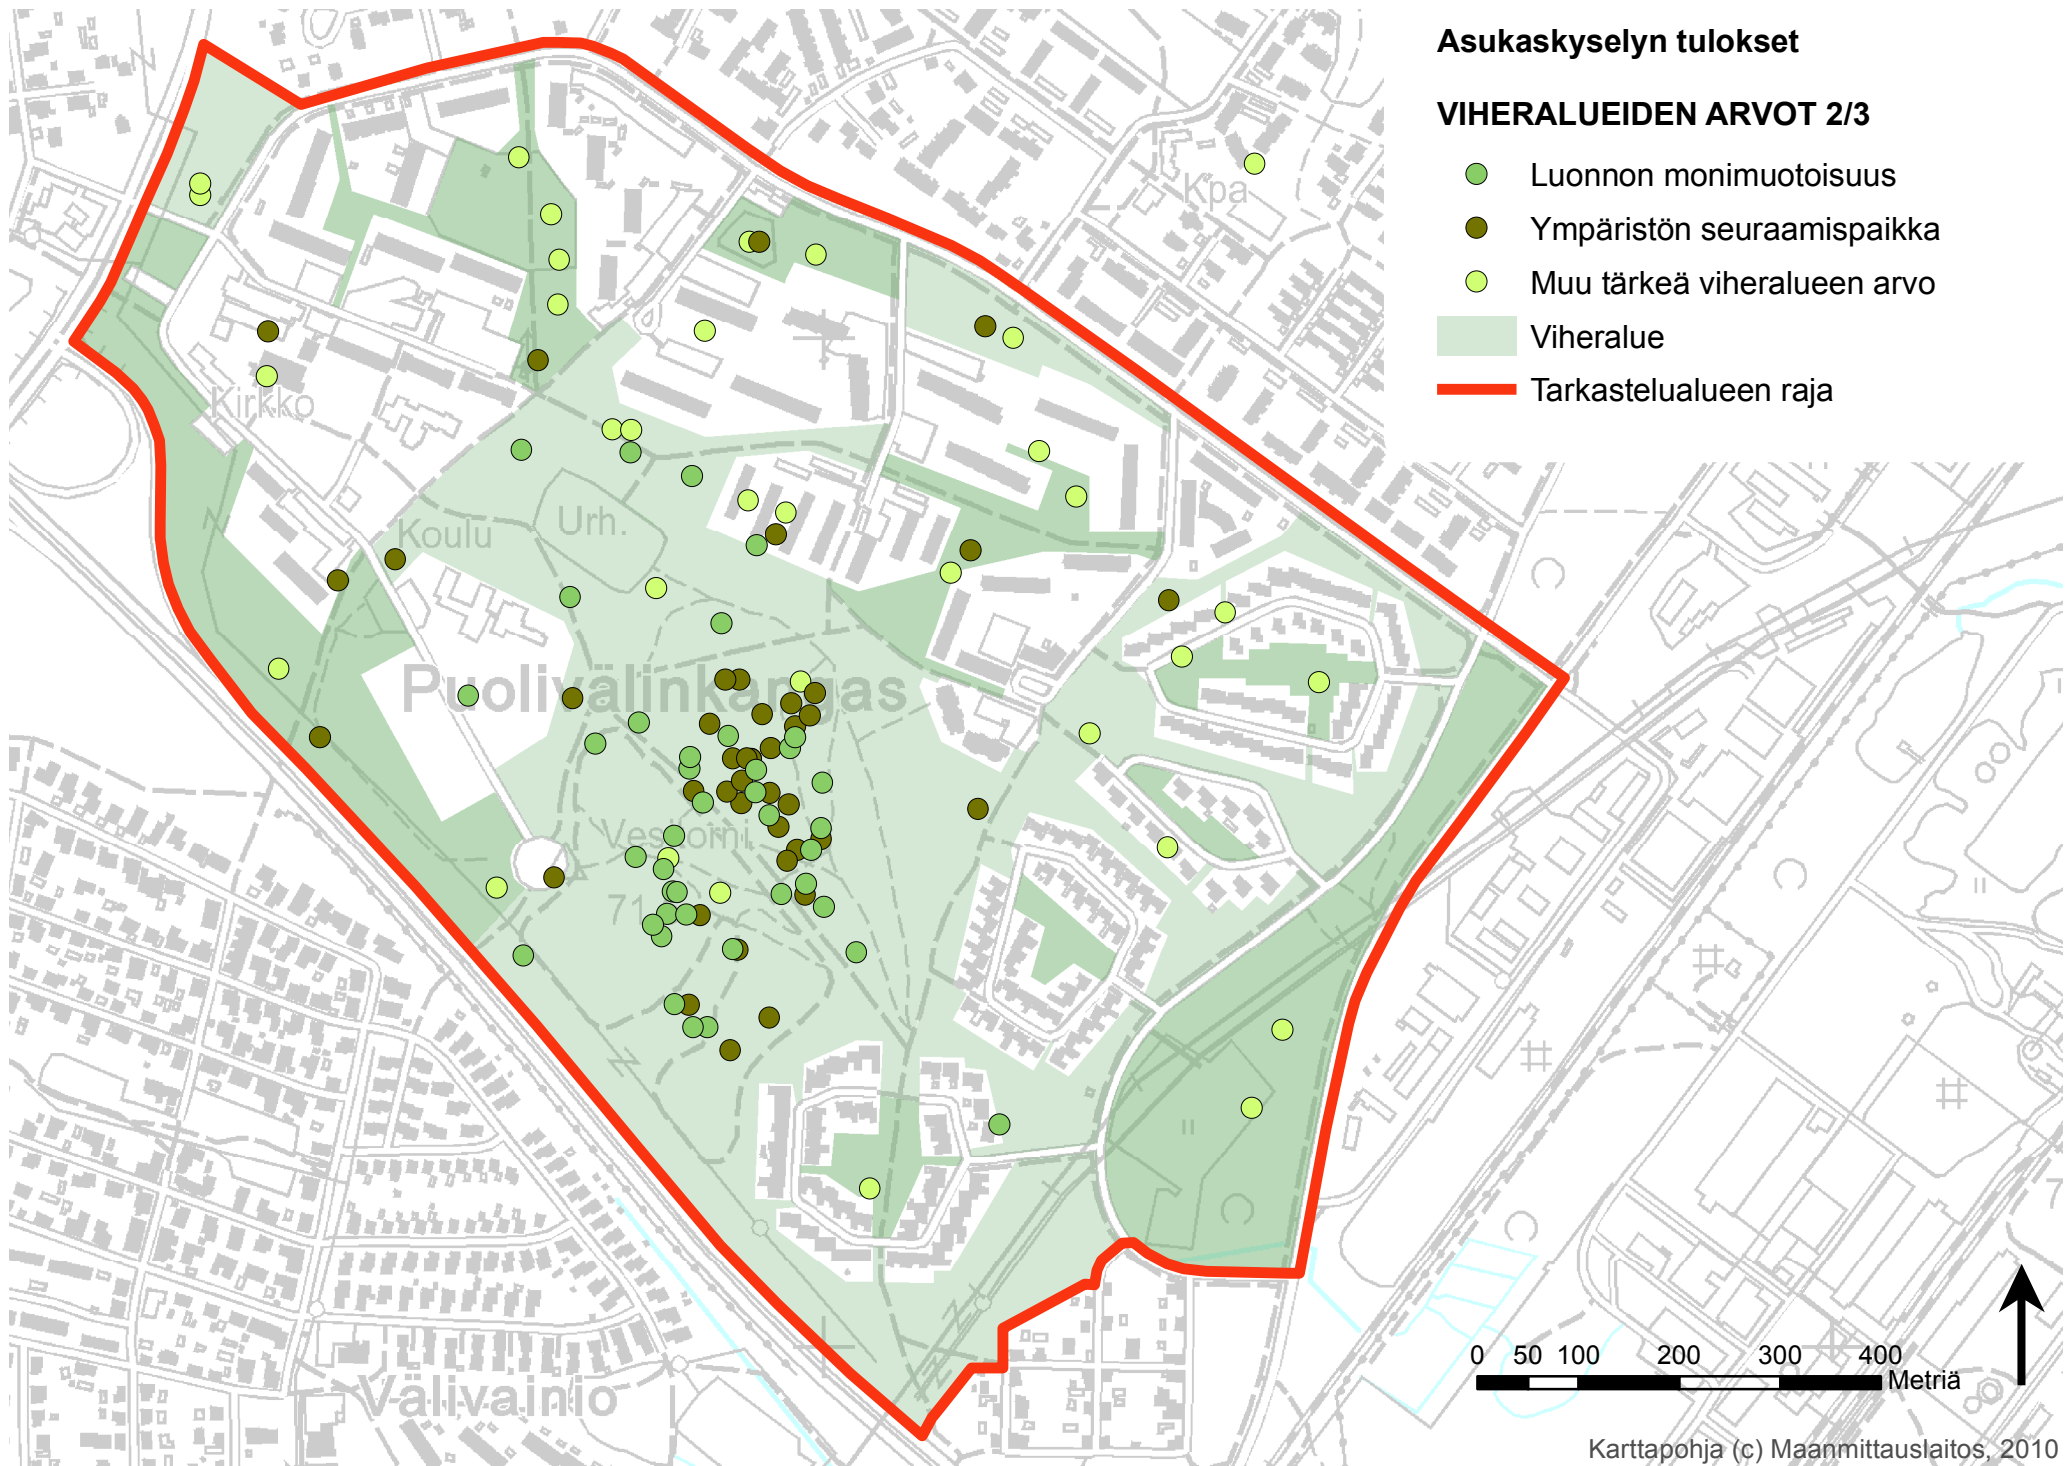 Asukaskyselyn tulokset
VIHERALUEIDEN ARVOT 2/3
Luonnon monimuotoisuus
Ympäristön seuraamispaikka
Muu tärkeä viheralueen arvo
Viheralue
Tarkastelualueen raja
Kpa
Kirkko
Koulu
Urh.
Puolivälinkangas
Vesitorni
71
Välivainio
0 50 100 200 300 400
Metriä
Karttapohja (c) Maanmittauslaitos, 2010